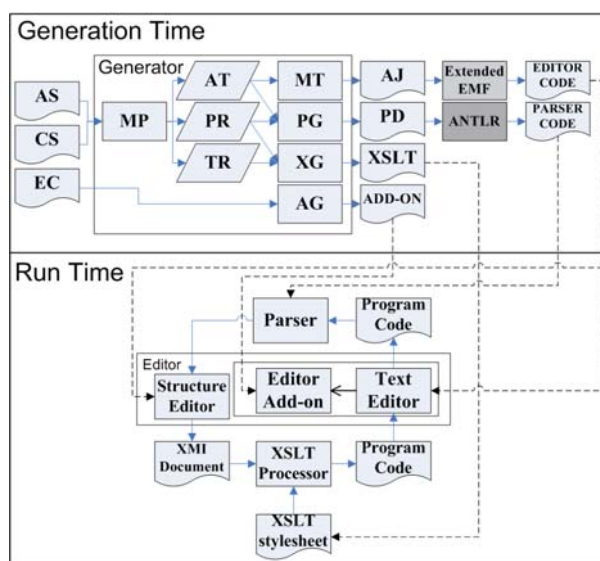 Generation Time
Generator
AT
MT
AJ
Extended
EMF
EDITOR
CODE
AS
MP
PR
PG
PD
ANTLR
PARSER
CODE
CS
TR
XG
XSLT
EC
AG
ADD-ON
Run Time
Parser
Program
Code
Editor
Structure
Editor
Editor
Add-on
Text
Editor
XMI
Document
XSLT
Processor
Program
Code
XSLT
stylesheet